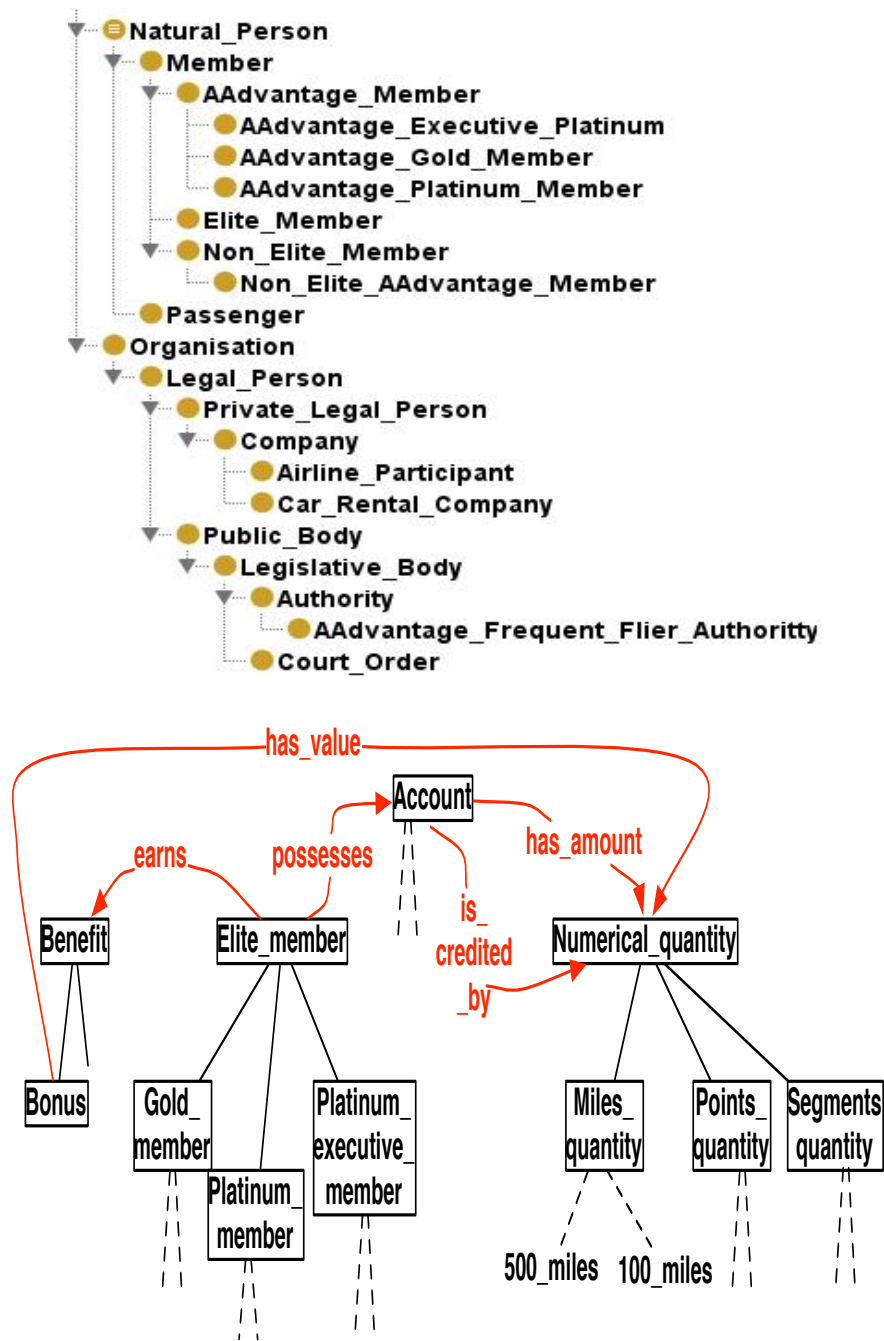 Natural_Person
Member
AAdvantage_Member
AAdvantage_Executive_Platinum
AAdvantage_Gold_Member
AAdvantage_Platinum_Member
Elite_Member
Non_Elite_Member
Non_Elite_AAdvantage_Member
Passenger
Organisation
Legal_Person
Private_Legal_Person
Company
Airline_Participant
Car_Rental_Company
Public_Body
Legislative_Body
Authority
AAdvantage_Frequent_Flier_Authoritty
Court_Order
has_value
Account
earns
possesses
has_amount
is_
credited
_by
Benefit
Elite_member
Numerical_quantity
Bonus
Gold_
member
Platinum_
member
Platinum_
executive_
member
Miles_
quantity
Points_
quantity
Segments
quantity
500_miles
100_miles